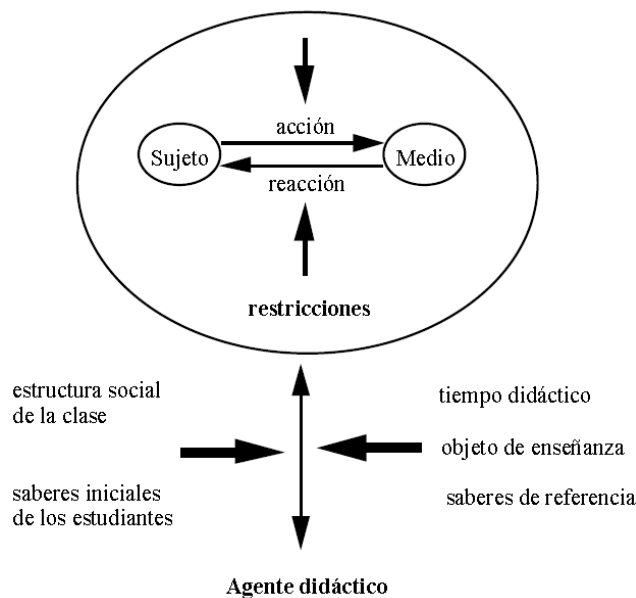 acción
Sujeto
Medio
reacción
restricciones
estructura social
de la clase
tiempo didáctico
objeto de enseñanza
saberes iniciales
de los estudiantes
saberes de referencia
Agente didáctico